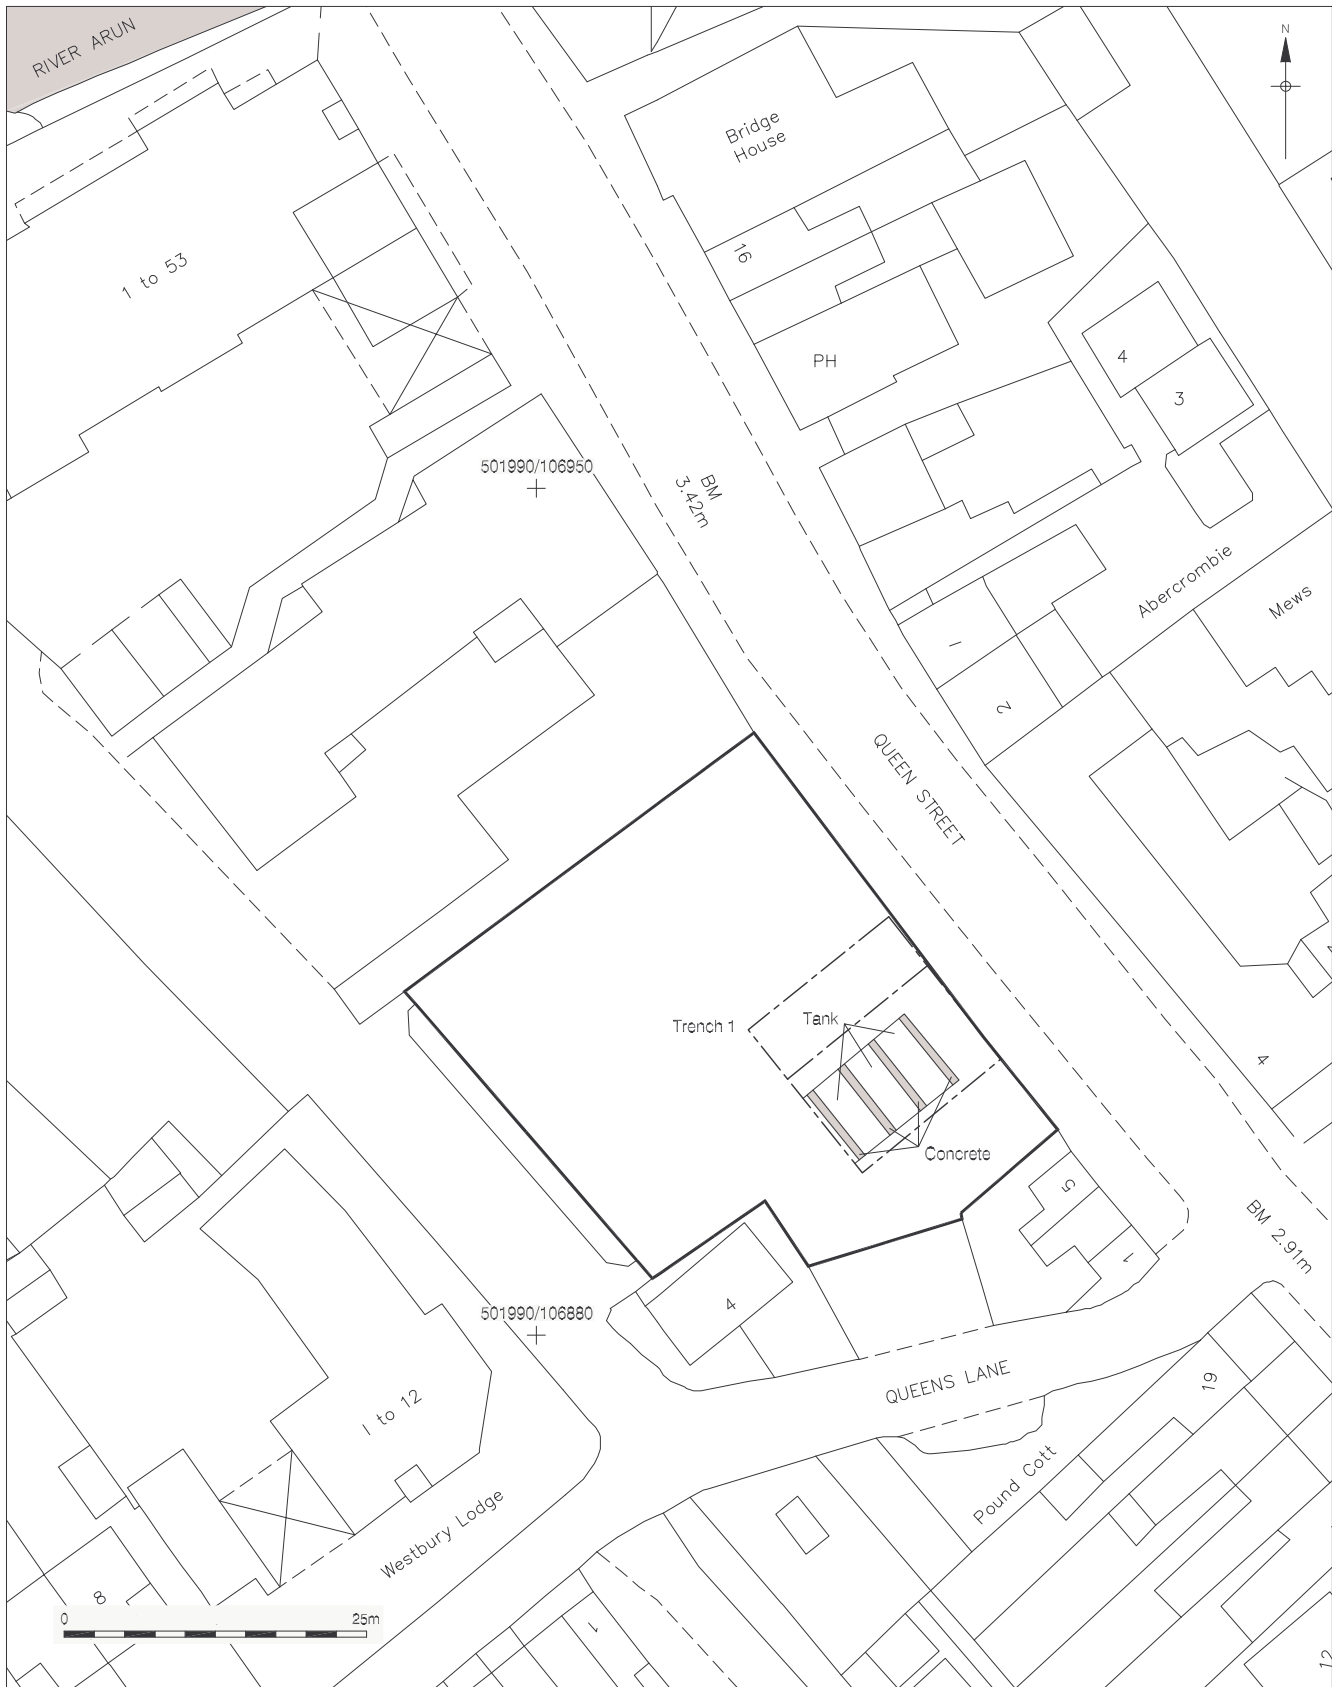 RIVER ARUN
N
Bridge
House
16
1 to 53
PH
4
3
501990/106950
BM
3.42m
Abercrombie
Mews
1
2
QUEEN STREET
Trench 1
Tank
Concrete
4
5
1
BM 2.91m
501990/106880
4
QUEENS LANE
1 to 12
19
Pound Cott
Westbury Lodge
8
0 25m
1
12